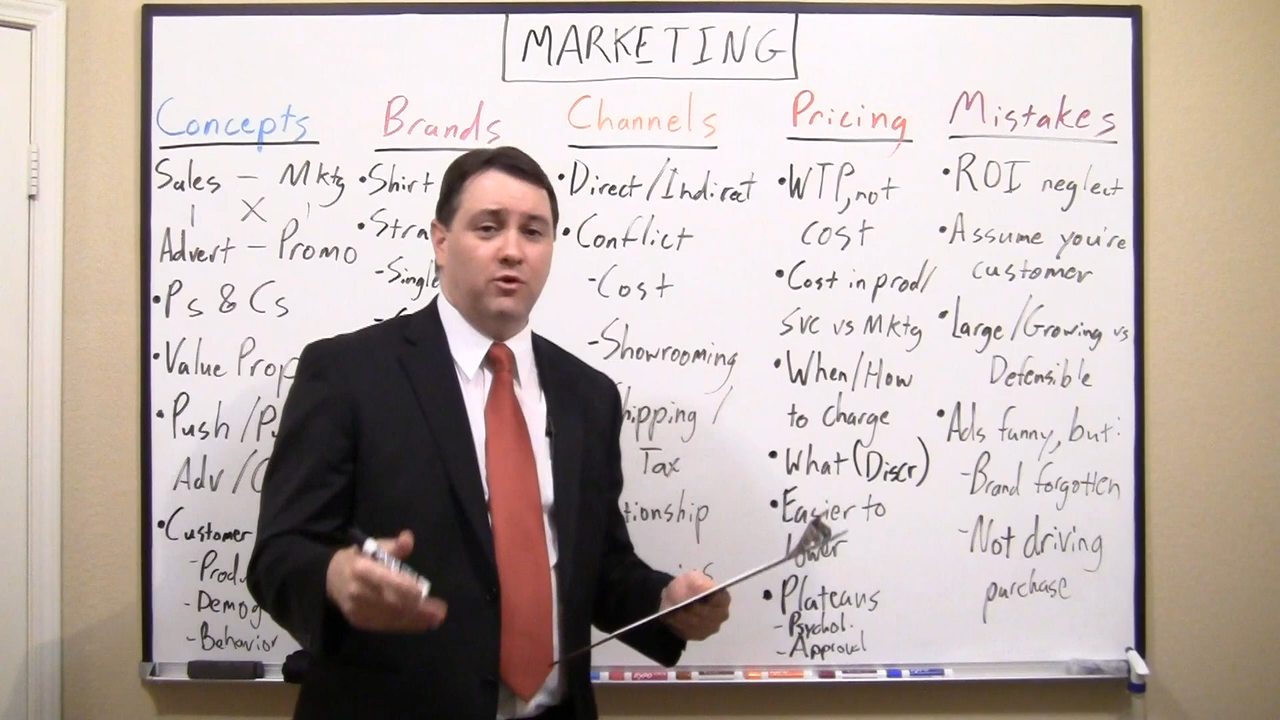 MARKETING
Concepts
Sales - Mktg
| X |
Advert - Promo
• Ps & Cs
• Value Prop
• Push /
Adv /
• Customer
- Demog
- Behavior
Brands
• Shirt
- Single
Channels
• Direct/Indirect
• Conflict
- Cost
- Showrooming
hipping /
Tax
tionship
Pricing
• WTP, not
cost
• Cost in prod/
svc vs Mktg
• When/How
to charge
• What (Discr)
• Easier to
lower
• Plateaus
- Psychol.
- Approval
Mistakes
• ROI neglect
• Assume you're
customer
• Large/Growing vs
Defensible
• Ads funny, but:
- Brand forgotten
- Not driving
purchase
EXPO